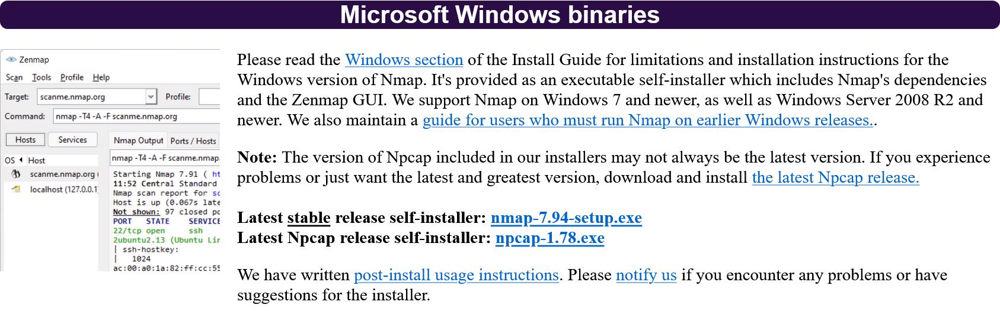 Microsoft Windows binaries
Zenmap
Scan Tools Profile Help
Target: scanme.nmap.org Profile:
Command: nmap -T4 -A -F scanme.nmap.org
Hosts Services Nmap Output Ports / Hosts
OS Host nmap -T4 -A -F scanme.nmap.
scanme.nmap.org (
localhost (127.0.0.1
Starting Nmap 7.91 ( ht
11:52 Central Standard
Nmap scan report for sc
Host is up (0.067s late
Not shown: 97 closed po
PORT STATE SERVICE
22/tcp open ssh
2ubuntu2.13 (Ubuntu Lin
| ssh-hostkey:
| 1024
ac:00:a0:1a:82:ff:cc:55
Please read the Windows section of the Install Guide for limitations and installation instructions for the
Windows version of Nmap. It's provided as an executable self-installer which includes Nmap's dependencies
and the Zenmap GUI. We support Nmap on Windows 7 and newer, as well as Windows Server 2008 R2 and
newer. We also maintain a guide for users who must run Nmap on earlier Windows releases..
Note: The version of Npcap included in our installers may not always be the latest version. If you experience
problems or just want the latest and greatest version, download and install the latest Npcap release.
Latest stable release self-installer: nmap-7.94-setup.exe
Latest Npcap release self-installer: npcap-1.78.exe
We have written post-install usage instructions. Please notify us if you encounter any problems or have
suggestions for the installer.